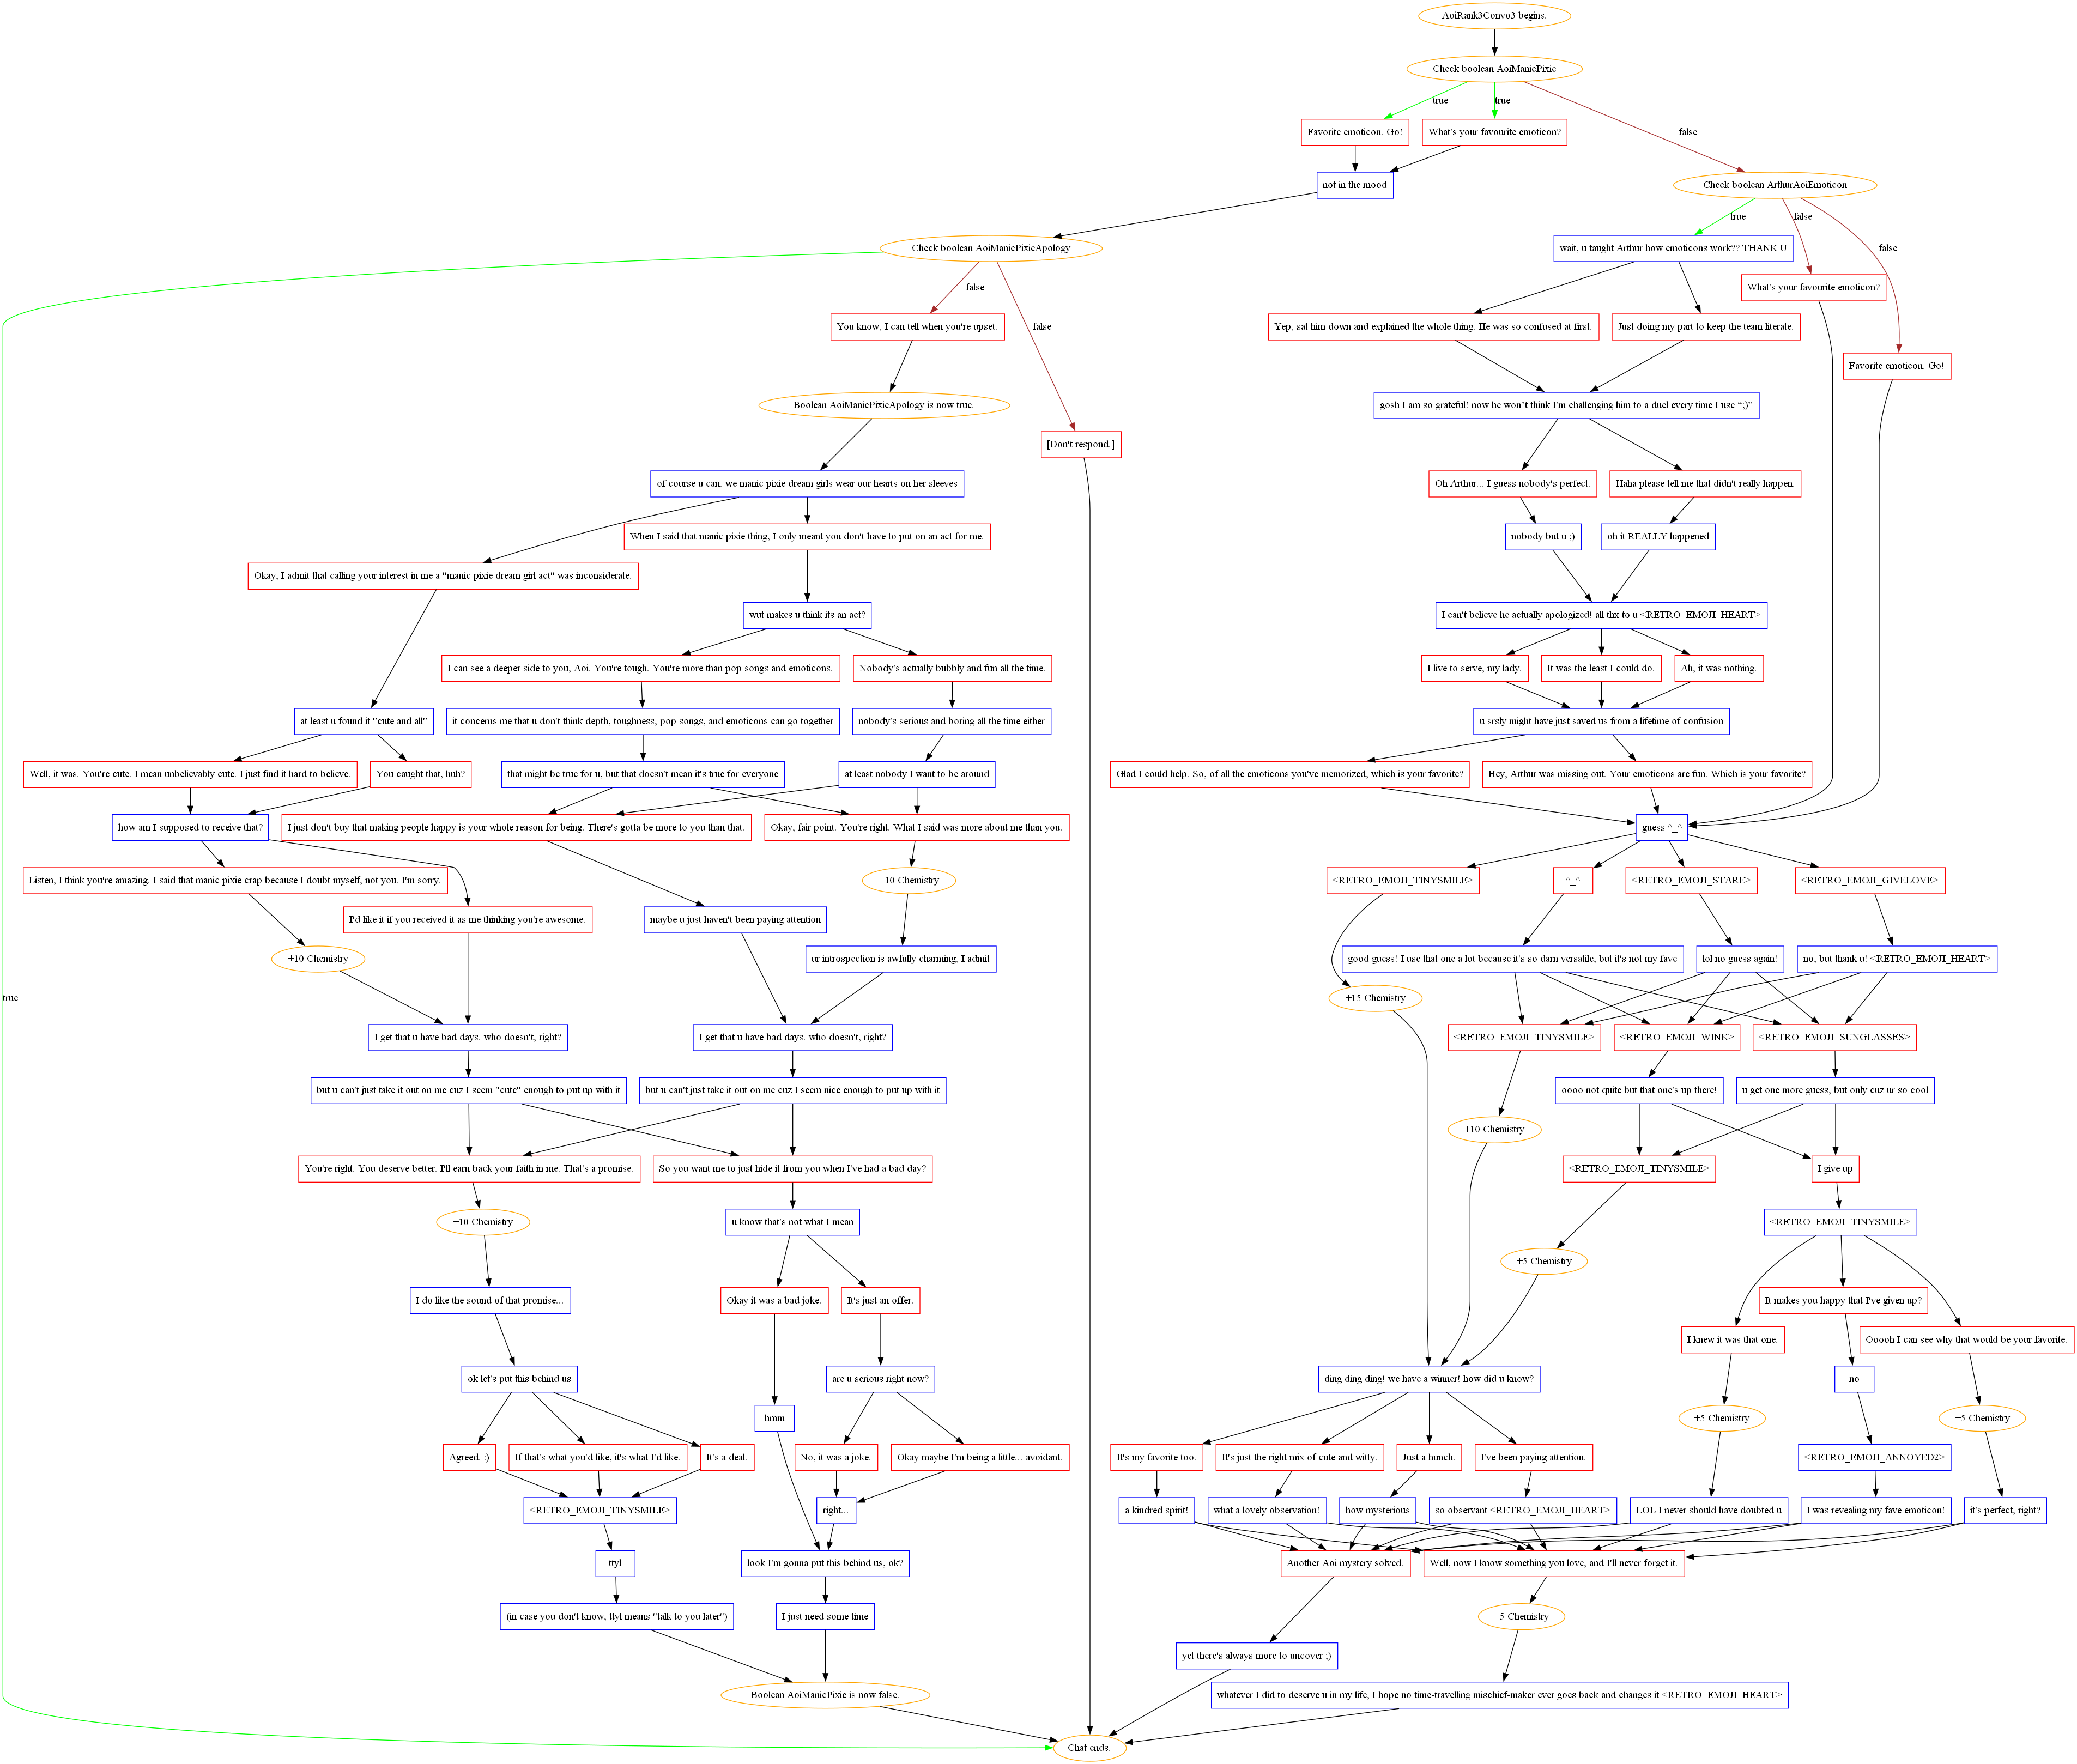 AoiRank3Convo3 begins.
Check boolean AoiManicPixie
true
true
false
Favorite emoticon. Go!
What's your favourite emoticon?
not in the mood
Check boolean ArthurAoiEmoticon
true
false
false
Check boolean AoiManicPixieApology
wait, u taught Arthur how emoticons work?? THANK U
What's your favourite emoticon?
false
false
You know, I can tell when you're upset.
Yep, sat him down and explained the whole thing. He was so confused at first.
Just doing my part to keep the team literate.
Favorite emoticon. Go!
Boolean AoiManicPixieApology is now true.
gosh I am so grateful! now he won’t think I'm challenging him to a duel every time I use “;)”
[Don't respond.]
of course u can. we manic pixie dream girls wear our hearts on her sleeves
Oh Arthur... I guess nobody's perfect.
Haha please tell me that didn't really happen.
When I said that manic pixie thing, I only meant you don't have to put on an act for me.
nobody but u ;)
oh it REALLY happened
Okay, I admit that calling your interest in me a "manic pixie dream girl act" was inconsiderate.
wut makes u think its an act?
I can't believe he actually apologized! all thx to u <RETRO_EMOJI_HEART>
I can see a deeper side to you, Aoi. You're tough. You're more than pop songs and emoticons.
Nobody's actually bubbly and fun all the time.
I live to serve, my lady.
It was the least I could do.
Ah, it was nothing.
at least u found it "cute and all"
it concerns me that u don't think depth, toughness, pop songs, and emoticons can go together
nobody's serious and boring all the time either
u srsly might have just saved us from a lifetime of confusion
Well, it was. You're cute. I mean unbelievably cute. I just find it hard to believe.
You caught that, huh?
that might be true for u, but that doesn't mean it's true for everyone
at least nobody I want to be around
Glad I could help. So, of all the emoticons you've memorized, which is your favorite?
Hey, Arthur was missing out. Your emoticons are fun. Which is your favorite?
how am I supposed to receive that?
I just don't buy that making people happy is your whole reason for being. There's gotta be more to you than that.
Okay, fair point. You're right. What I said was more about me than you.
guess ^_^
Listen, I think you're amazing. I said that manic pixie crap because I doubt myself, not you. I'm sorry.
+10 Chemistry
<RETRO_EMOJI_TINYSMILE>
^_^
<RETRO_EMOJI_STARE>
<RETRO_EMOJI_GIVELOVE>
I'd like it if you received it as me thinking you're awesome.
maybe u just haven't been paying attention
+10 Chemistry
ur introspection is awfully charming, I admit
good guess! I use that one a lot because it's so darn versatile, but it's not my fave
lol no guess again!
no, but thank u! <RETRO_EMOJI_HEART>
true
+15 Chemistry
I get that u have bad days. who doesn't, right?
I get that u have bad days. who doesn't, right?
<RETRO_EMOJI_TINYSMILE>
<RETRO_EMOJI_WINK>
<RETRO_EMOJI_SUNGLASSES>
but u can't just take it out on me cuz I seem "cute" enough to put up with it
but u can't just take it out on me cuz I seem nice enough to put up with it
oooo not quite but that one's up there!
u get one more guess, but only cuz ur so cool
+10 Chemistry
You're right. You deserve better. I'll earn back your faith in me. That's a promise.
So you want me to just hide it from you when I've had a bad day?
<RETRO_EMOJI_TINYSMILE>
I give up
+10 Chemistry
u know that's not what I mean
<RETRO_EMOJI_TINYSMILE>
+5 Chemistry
I do like the sound of that promise...
Okay it was a bad joke.
It's just an offer.
It makes you happy that I've given up?
I knew it was that one.
Ooooh I can see why that would be your favorite.
ok let's put this behind us
are u serious right now?
ding ding ding! we have a winner! how did u know?
no
hmm
+5 Chemistry
+5 Chemistry
Agreed. :)
If that's what you'd like, it's what I'd like.
It's a deal.
No, it was a joke.
Okay maybe I'm being a little... avoidant.
It's my favorite too.
It's just the right mix of cute and witty.
Just a hunch.
I've been paying attention.
<RETRO_EMOJI_ANNOYED2>
<RETRO_EMOJI_TINYSMILE>
right...
a kindred spirit!
what a lovely observation!
how mysterious
so observant <RETRO_EMOJI_HEART>
LOL I never should have doubted u
I was revealing my fave emoticon!
it's perfect, right?
ttyl
look I'm gonna put this behind us, ok?
Another Aoi mystery solved.
Well, now I know something you love, and I'll never forget it.
(in case you don't know, ttyl means "talk to you later")
I just need some time
+5 Chemistry
yet there's always more to uncover ;)
Boolean AoiManicPixie is now false.
whatever I did to deserve u in my life, I hope no time-travelling mischief-maker ever goes back and changes it <RETRO_EMOJI_HEART>
Chat ends.